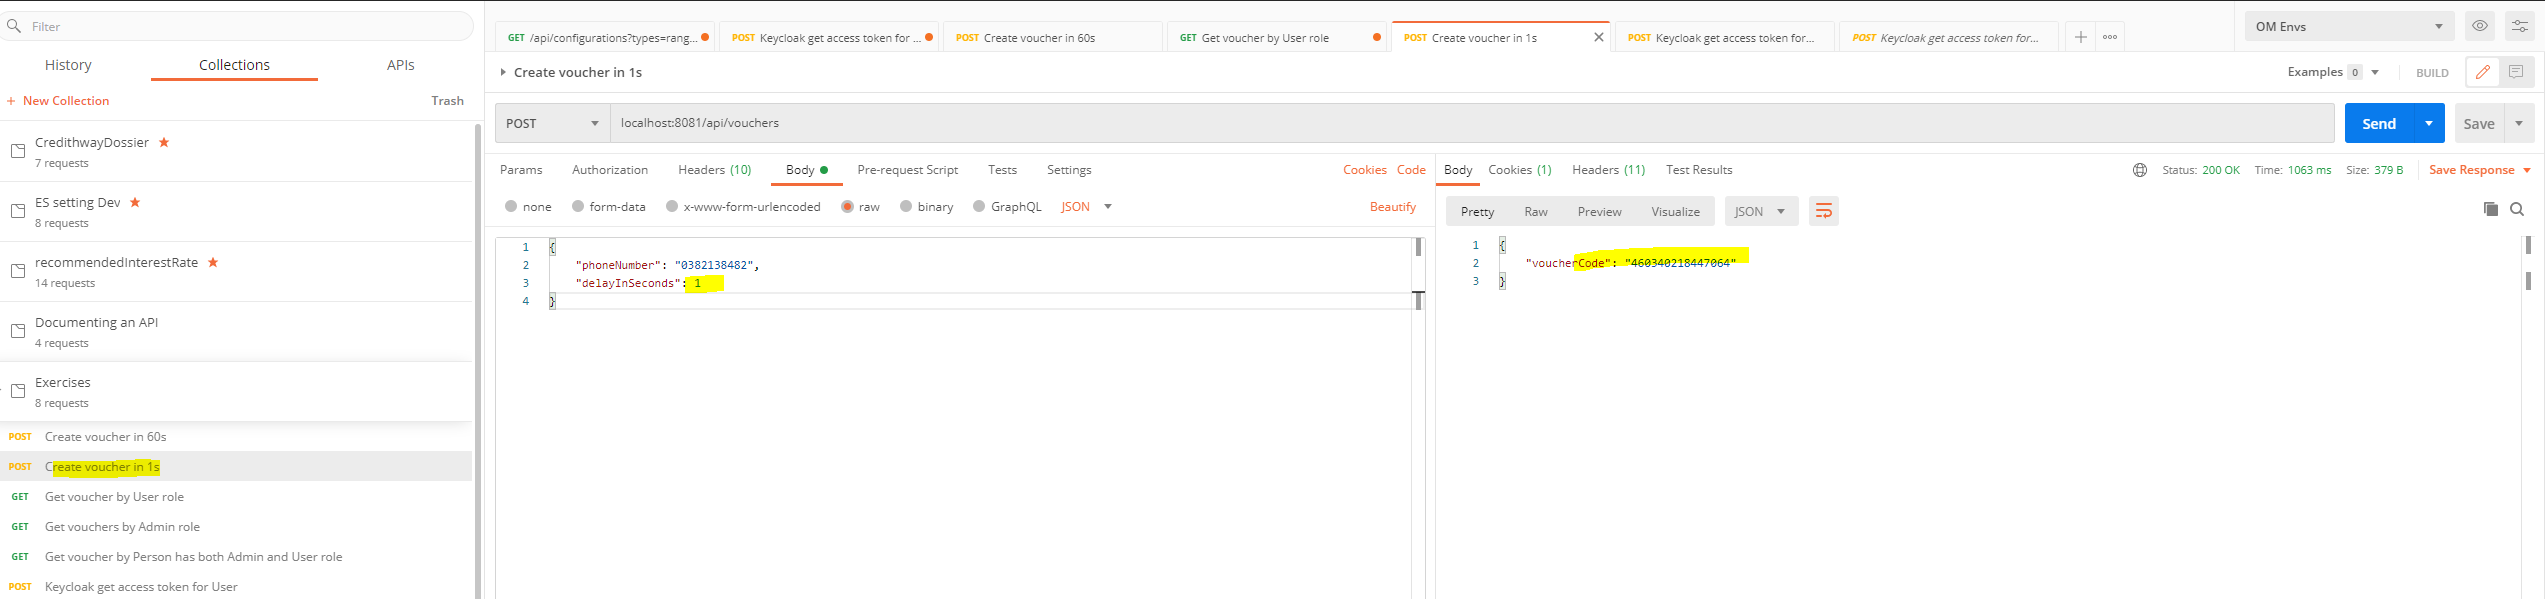 Filter
History
Collections
APIs
+ New Collection
Trash
CredithwayDossier
7 requests
ES setting Dev
8 requests
recommendedInterestRate
14 requests
Documenting an API
4 requests
Exercises
8 requests
POST Create voucher in 60s
POST Create voucher in 1s
GET Get voucher by User role
GET Get vouchers by Admin role
GET Get voucher by Person has both Admin and User role
POST Keycloak get access token for User
GET /api/configurations?types=rang...
POST Keycloak get access token for ...
POST Create voucher in 60s
GET Get voucher by User role
POST Create voucher in 1s
POST Keycloak get access token for...
POST Keycloak get access token for...
OM Envs
Create voucher in 1s
Examples 0
BUILD
POST
localhost:8081/api/vouchers
Send
Save
Params
Authorization
Headers (10)
Body
Pre-request Script
Tests
Settings
Cookies
Code
none
form-data
x-www-form-urlencoded
raw
binary
GraphQL
JSON
Beautify
1 {
2 "phoneNumber": "0382138482",
3 "delayInSeconds": 1
4 }
Body
Cookies (1)
Headers (11)
Test Results
Status: 200 OK
Time: 1063 ms
Size: 379 B
Save Response
Pretty
Raw
Preview
Visualize
JSON
1 {
2 "voucherCode": "460340218447064"
3 }